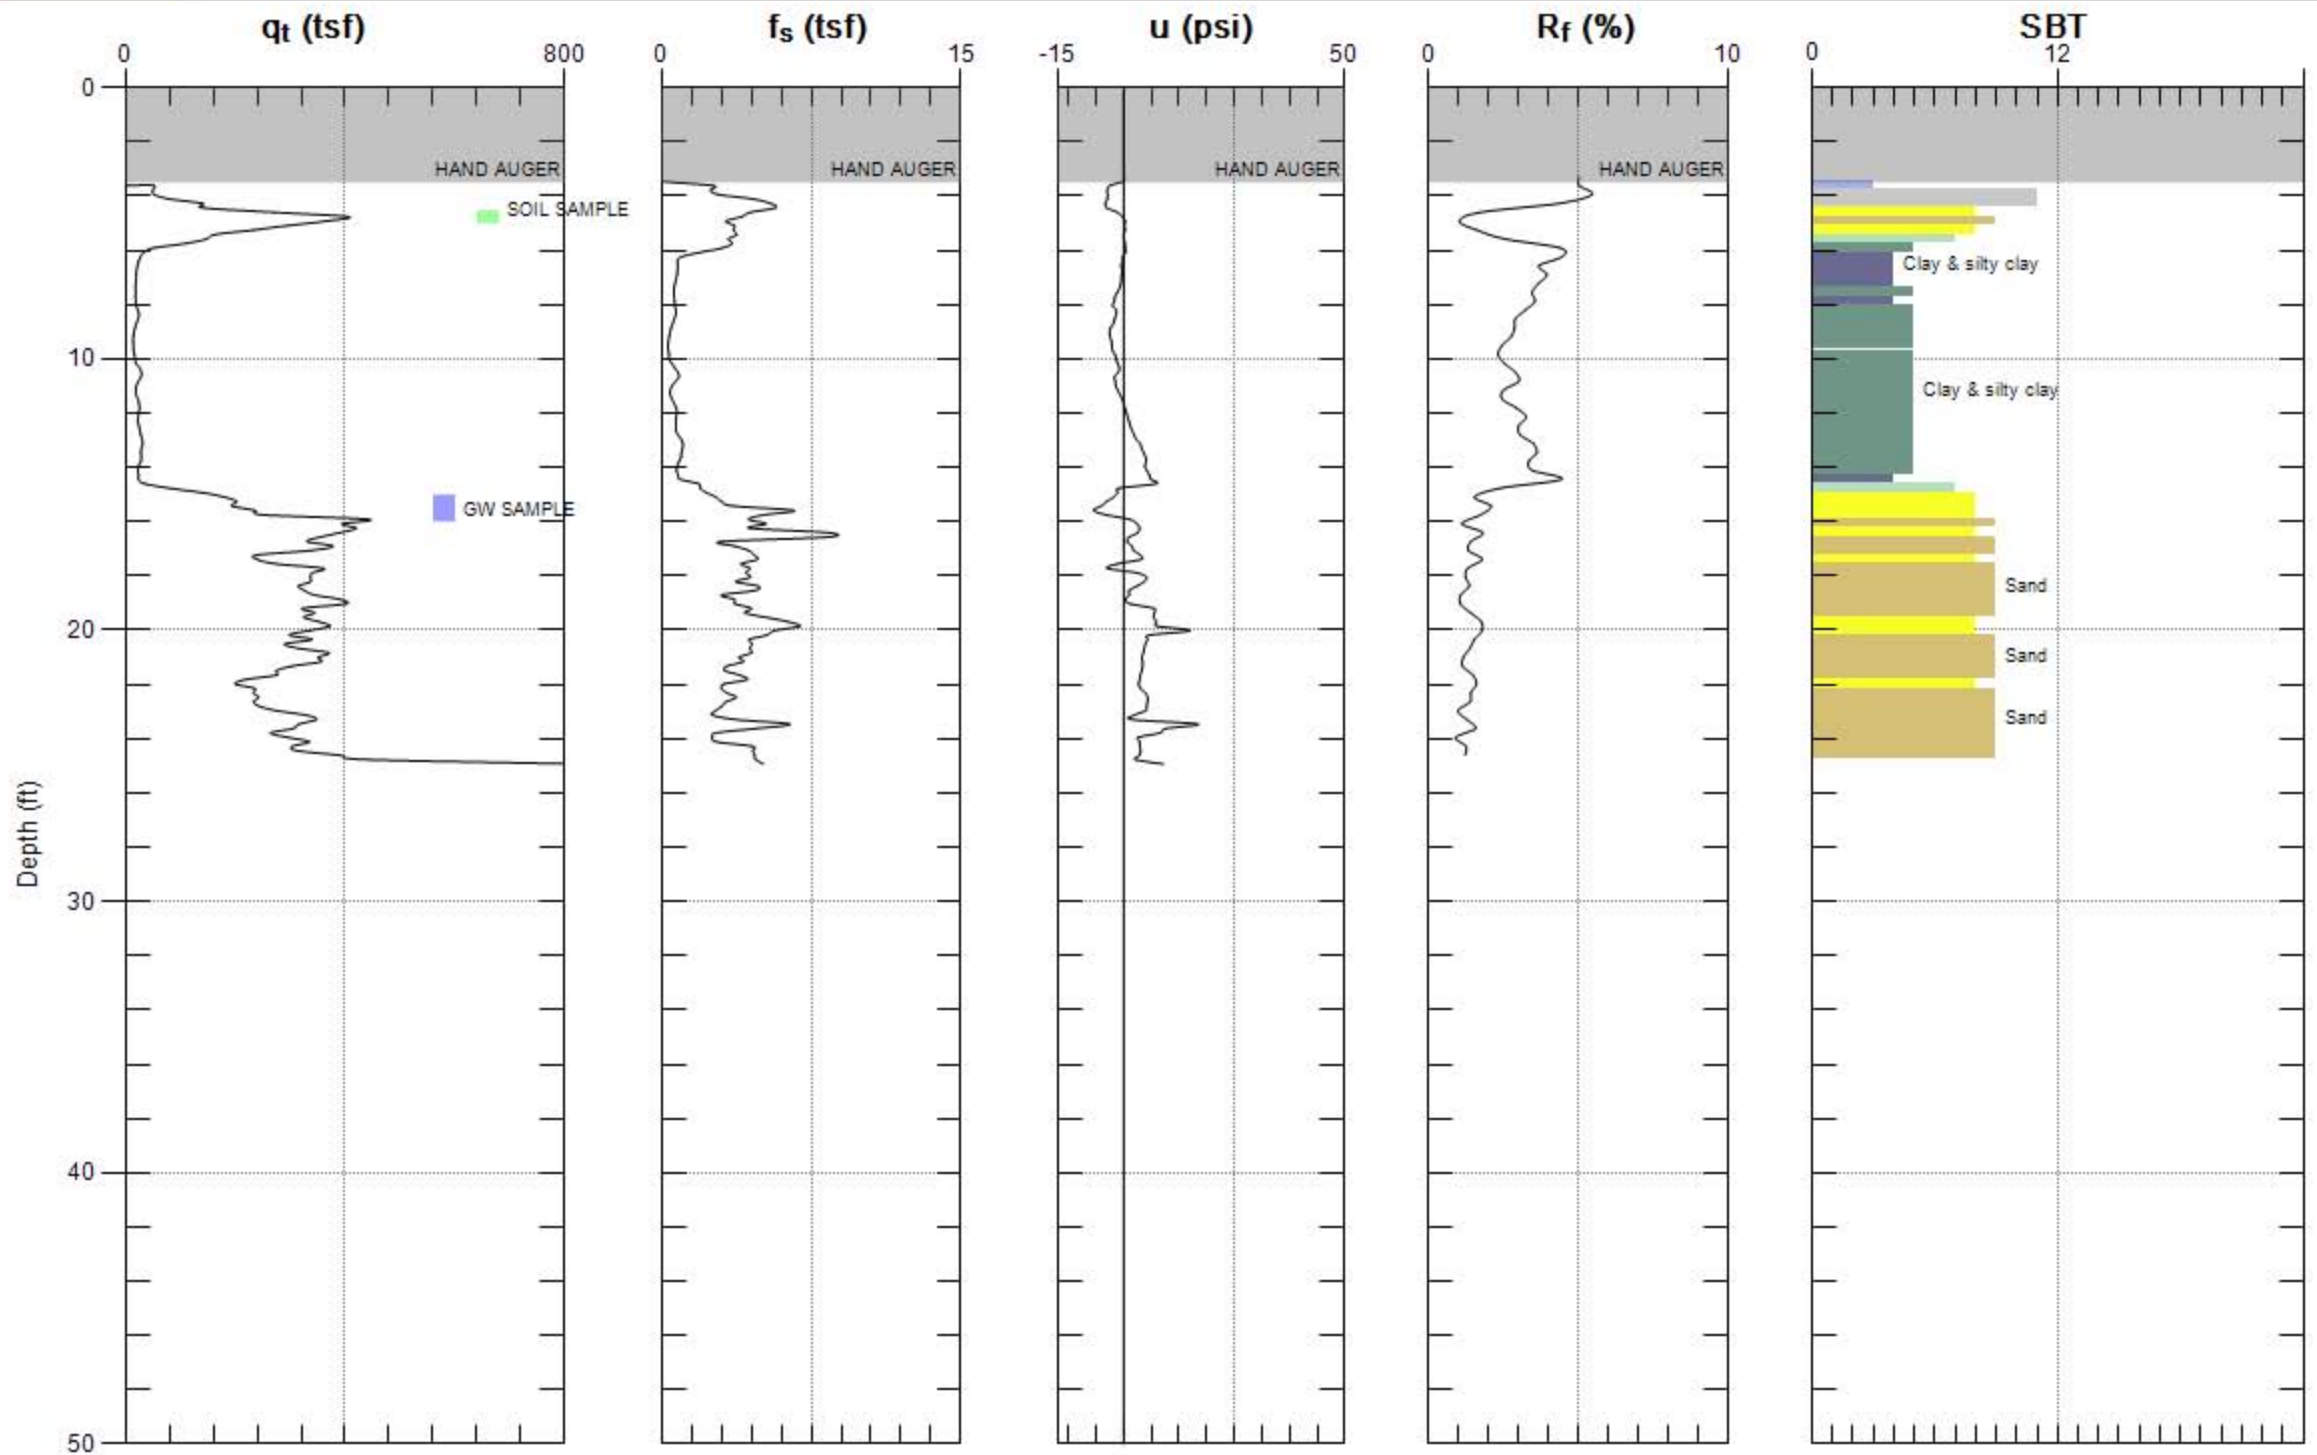 qt (tsf)
fs (tsf)
u (psi)
Rf (%)
SBT
0 800
0 15
-15 50
0 10
0 12
0
HAND AUGER
HAND AUGER
HAND AUGER
HAND AUGER
SOIL SAMPLE
Clay & silty clay
10
Clay & silty clay
GW SAMPLE
Sand
20
Sand
Sand
Depth (ft)
30
40
50